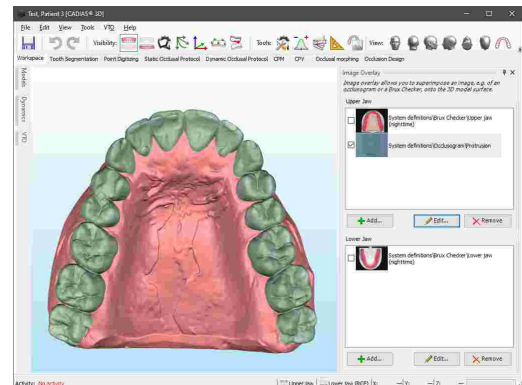 Test, Patient 3 [CADIAS® 3D]
File Edit View Tools VTO Help
Visibility: Tools: View:
Workspace Tooth Segmentation Point Digitizing Static Occlusal Protocol Dynamic Occlusal Protocol CPM CPV Occlusal morphing Occlusion Design
Models
Dynamics
VTO
Image Overlay
Image overlay allows you to superimpose an image, e.g. of an
occlusogram or a Brux Checker, onto the 3D model surface.
Upper Jaw
System definitions\Brux Checker\Upper jaw
(nighttime)
System definitions\Occlusogram\Protrusion
Add... Edit... Remove
Lower Jaw
System definitions\Brux Checker\Lower jaw
(nighttime)
Add... Edit... Remove
Activity: No activity Upper Jaw Lower Jaw (RCP) X: — Y: — Z: —